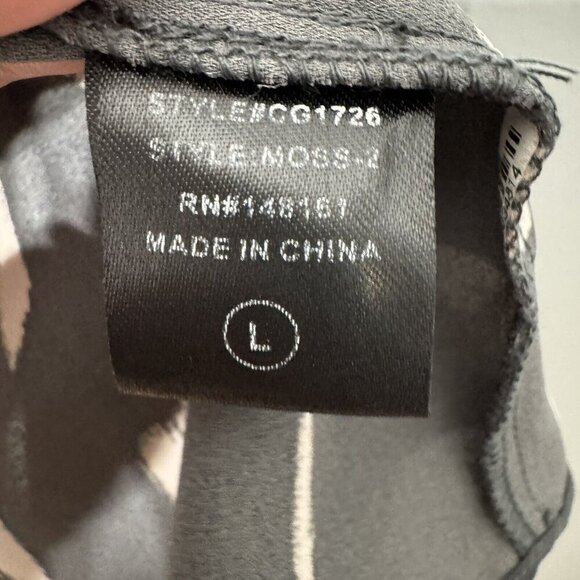 STYLE#CG1726
STYLE:MOSS-2
RN#148161
MADE IN CHINA
L